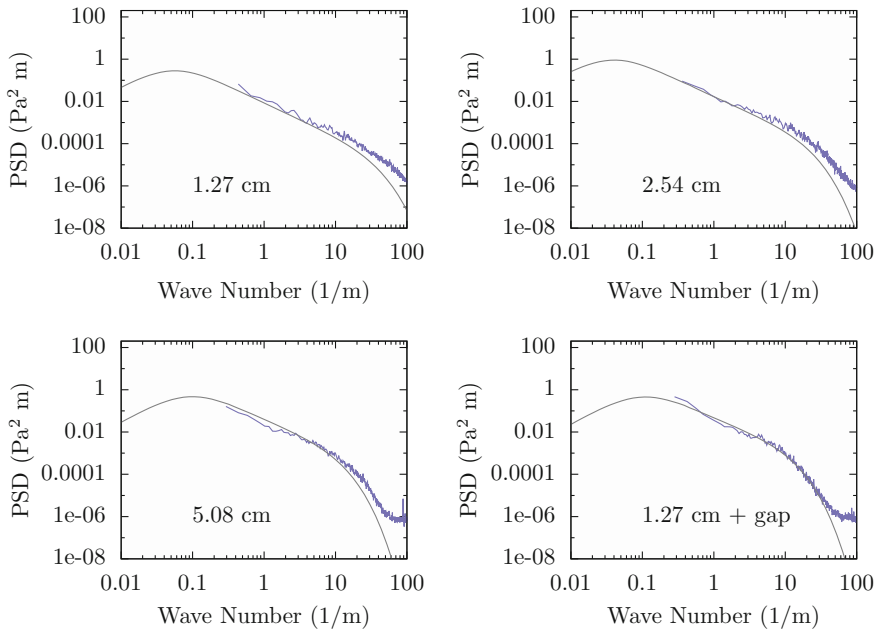 100
1
0.01
0.0001
1e-06
1e-08
PSD (Pa² m)
1.27 cm
0.01 0.1 1 10 100
Wave Number (1/m)
100
1
0.01
0.0001
1e-06
1e-08
PSD (Pa² m)
2.54 cm
0.01 0.1 1 10 100
Wave Number (1/m)
100
1
0.01
0.0001
1e-06
1e-08
PSD (Pa² m)
5.08 cm
0.01 0.1 1 10 100
Wave Number (1/m)
100
1
0.01
0.0001
1e-06
1e-08
PSD (Pa² m)
1.27 cm + gap
0.01 0.1 1 10 100
Wave Number (1/m)